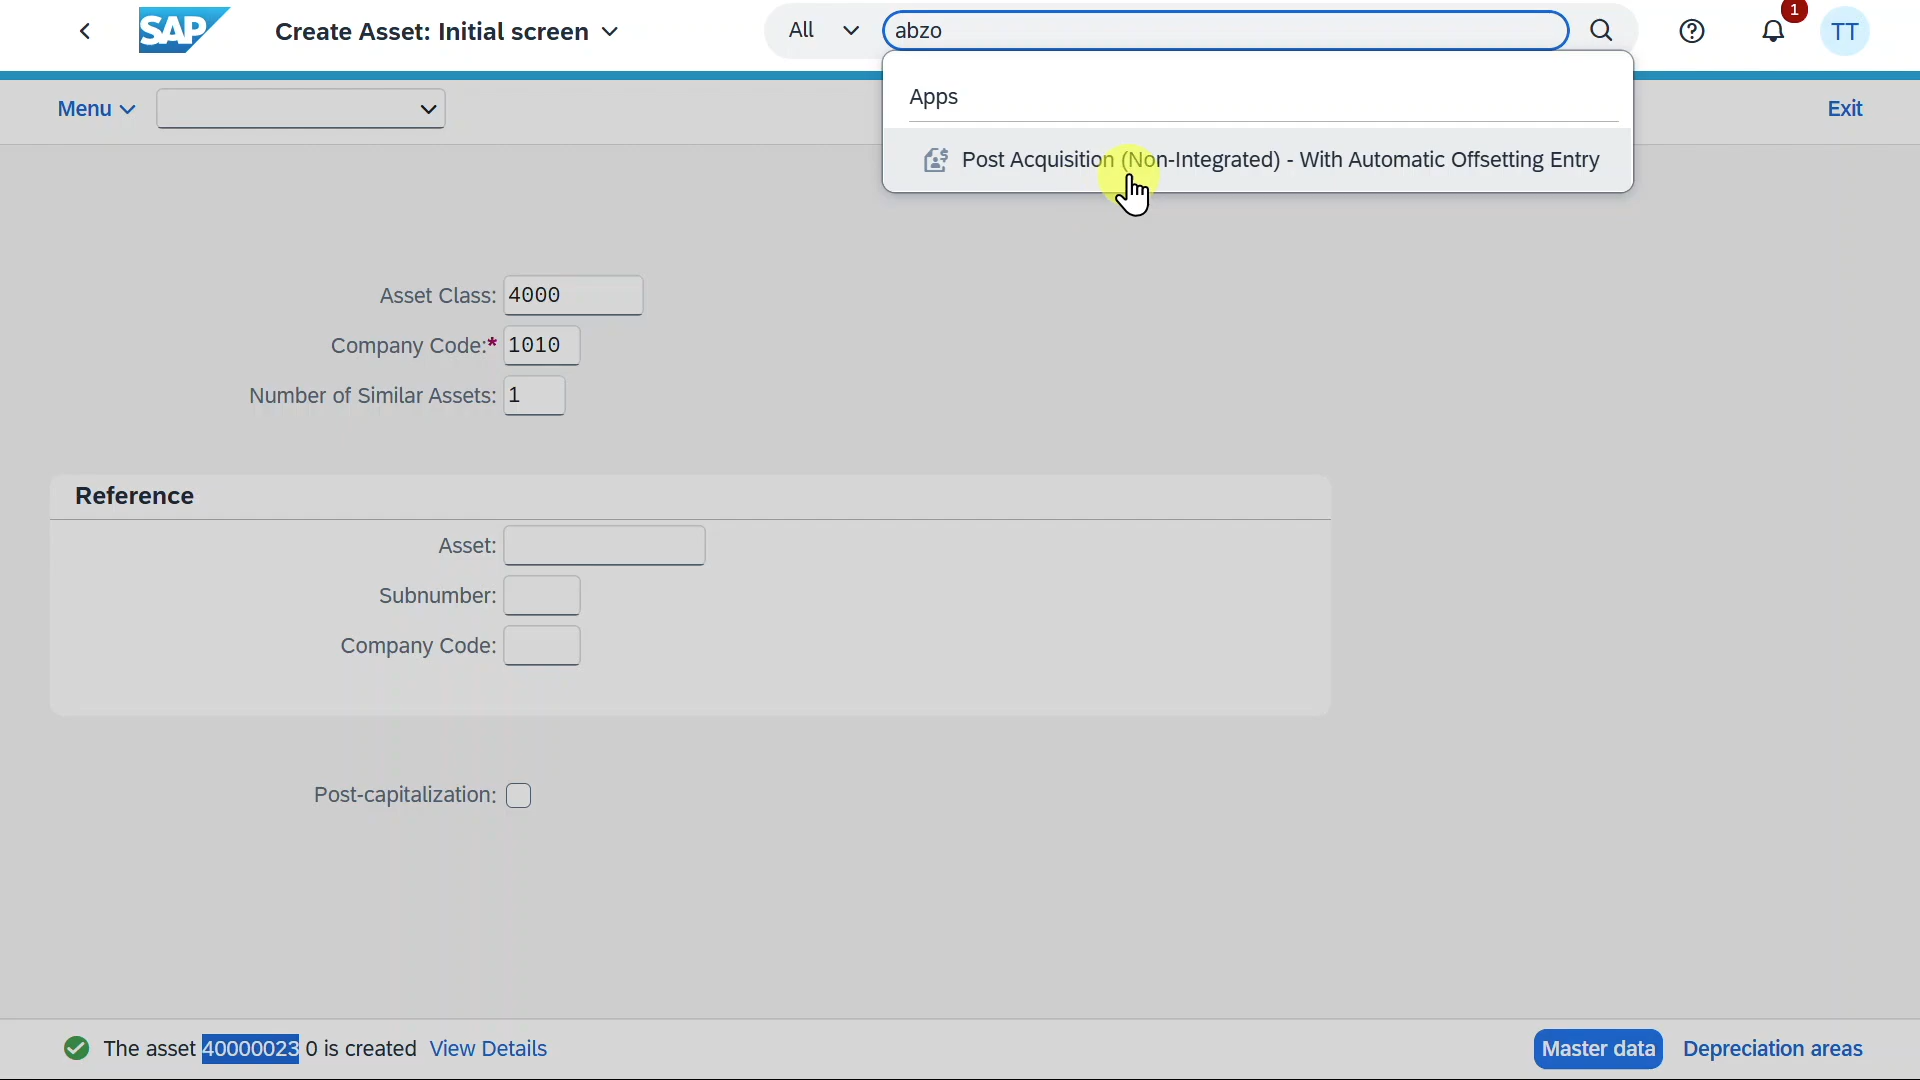 SAP
Create Asset: Initial screen
All
abzo
1
TT
Menu
Exit
Apps
Post Acquisition (Non-Integrated) - With Automatic Offsetting Entry
Asset Class: 4000
Company Code:* 1010
Number of Similar Assets: 1
Reference
Asset:
Subnumber:
Company Code:
Post-capitalization:
The asset 40000023 0 is created View Details
Master data
Depreciation areas